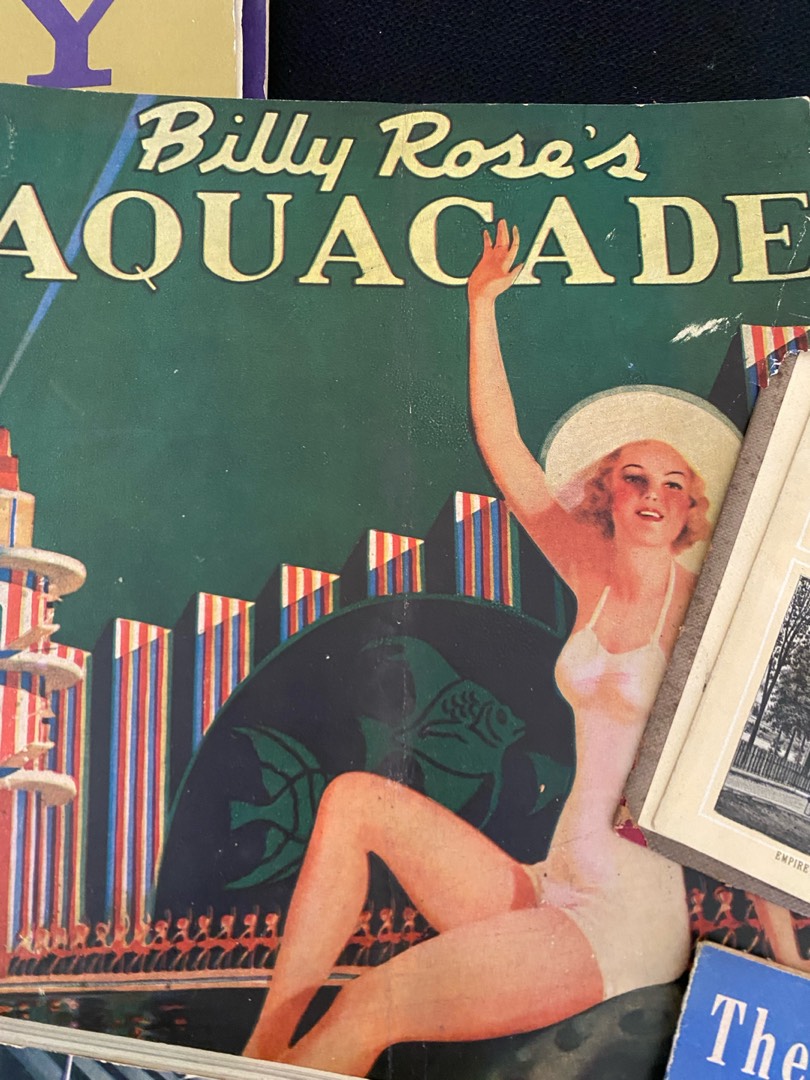 Y
Billy Rose's
AQUACADE
EMPIRE
The